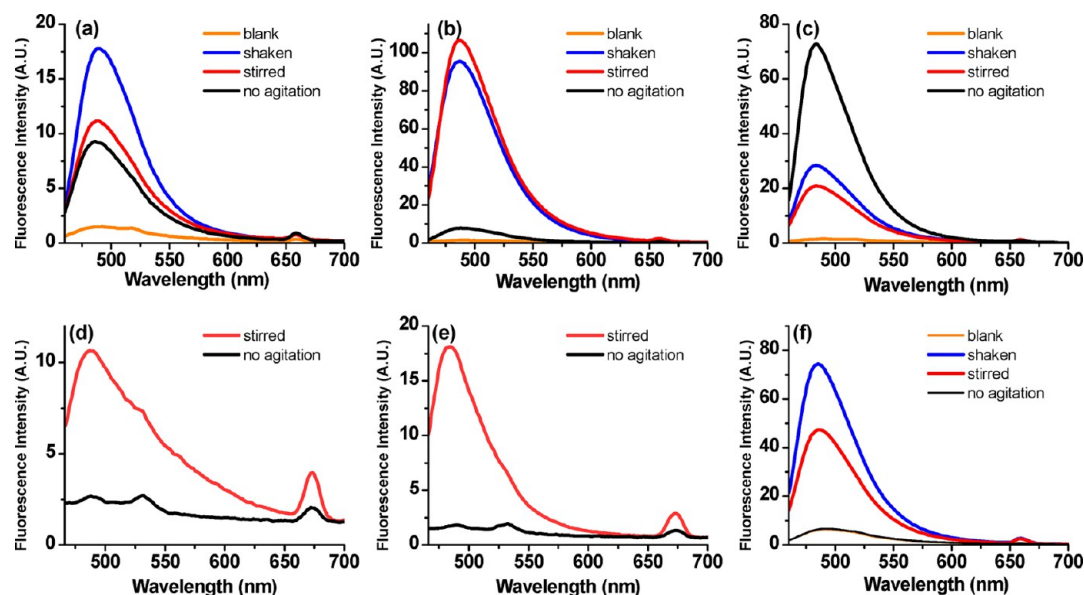 (a)
blank
shaken
stirred
no agitation
20
15
10
5
0
500 550 600 650 700
Wavelength (nm)
Fluorescence Intensity (A.U.)
(b)
blank
shaken
stirred
no agitation
100
80
60
40
20
0
500 550 600 650 700
Wavelength (nm)
Fluorescence Intensity (A.U.)
(c)
blank
shaken
stirred
no agitation
80
60
40
20
0
500 550 600 650 700
Wavelength (nm)
Fluorescence Intensity (A.U.)
(d)
stirred
no agitation
10
5
0
500 550 600 650 700
nm
Fluorescence Intensity (A.U.)
(e)
stirred
no agitation
20
15
10
5
0
500 550 600 650 700
nm
Fluorescence Intensity (A.U.)
(f)
blank
shaken
stirred
no agitation
80
60
40
20
0
500 550 600 650 700
Wavelength (nm)
Fluorescence Intensity (A.U.)